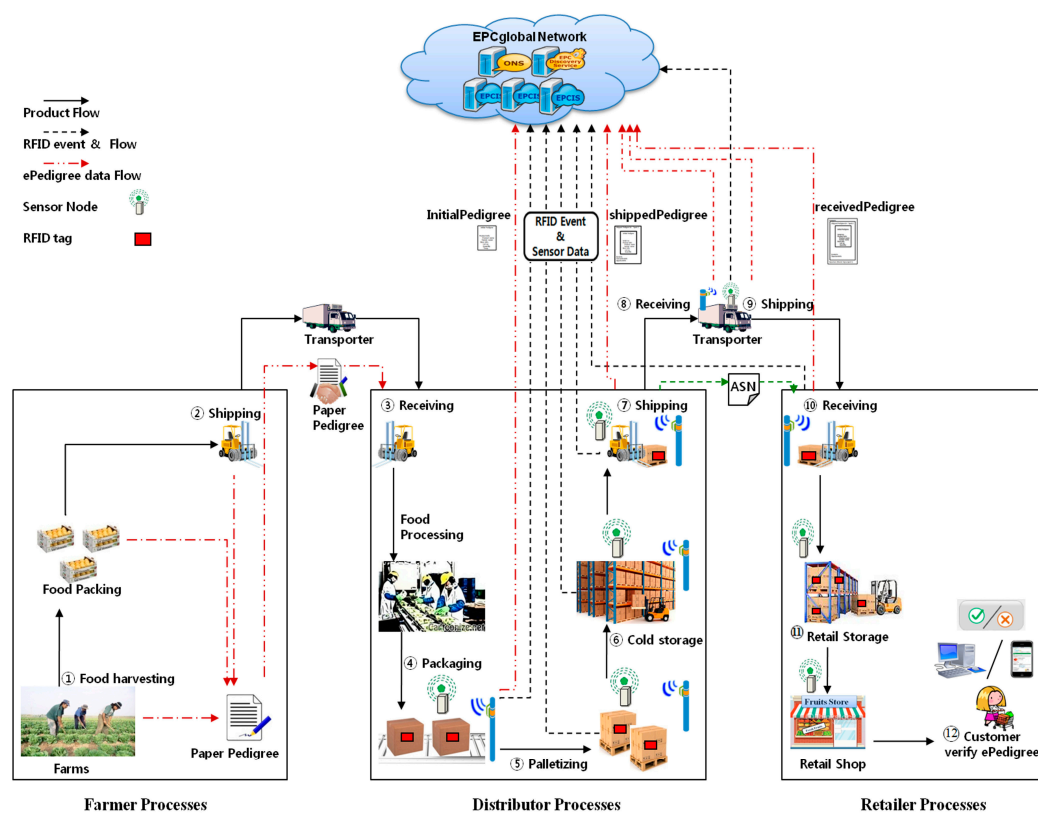 EPCglobal Network
ONS
EPC
Discovery
Service
EPCIS
EPCIS
EPCIS
Product Flow
RFID event & Flow
ePedigree data Flow
Sensor Node
RFID tag
InitialPedigree
RFID Event
&
Sensor Data
shippedPedigree
receivedPedigree
⑧ Receiving
⑨ Shipping
Transporter
Transporter
Paper
Pedigree
ASN
② Shipping
③ Receiving
⑦ Shipping
⑩ Receiving
Food
Processing
Food Packing
⑥ Cold storage
⑪ Retail Storage
④ Packaging
① Food harvesting
Fruits Store
⑤ Palletizing
⑫ Customer
verify ePedigree
Paper Pedigree
Farms
Retail Shop
Farmer Processes
Distributor Processes
Retailer Processes